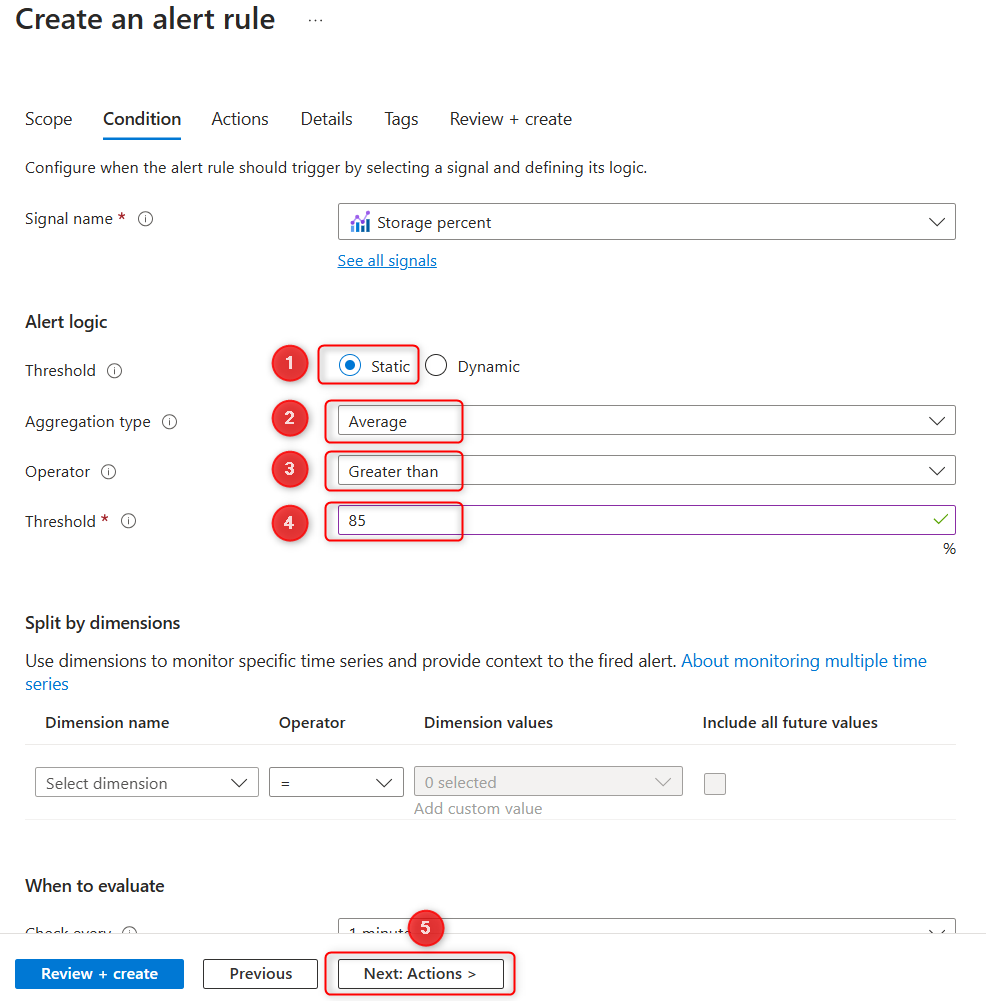 Create an alert rule ...
Scope Condition Actions Details Tags Review + create
Configure when the alert rule should trigger by selecting a signal and defining its logic.
Signal name * Storage percent
See all signals
Alert logic
Threshold 1 Static Dynamic
Aggregation type 2 Average
Operator 3 Greater than
Threshold * 4 85
%
Split by dimensions
Use dimensions to monitor specific time series and provide context to the fired alert. About monitoring multiple time
series
Dimension name Operator Dimension values Include all future values
Select dimension = 0 selected
Add custom value
When to evaluate
Check every 1 minute
5
Review + create Previous Next: Actions >